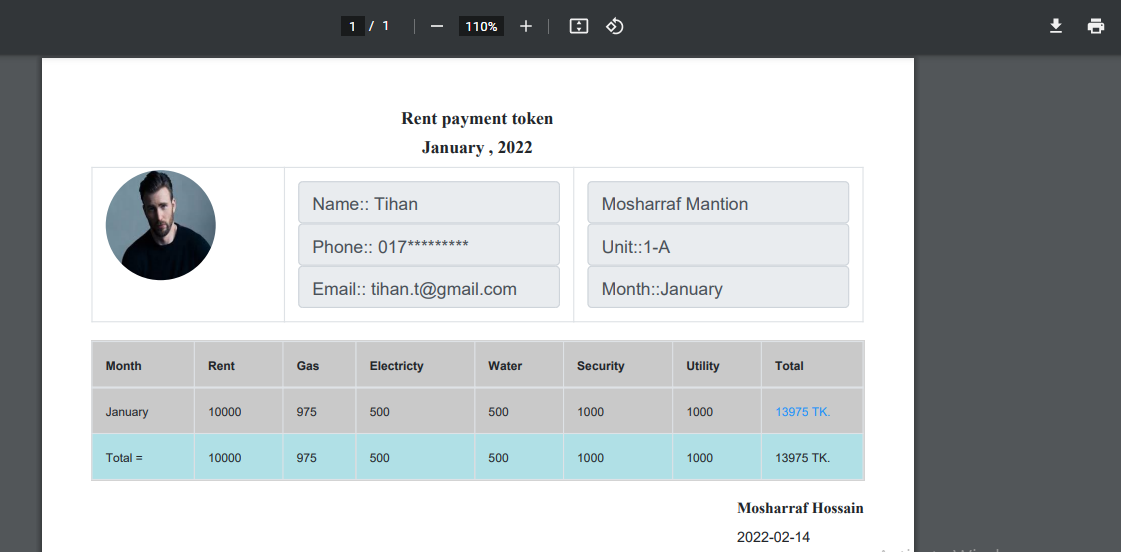 1 / 1
110%
Rent payment token
January , 2022
Name:: Tihan
Phone:: 017*********
Email:: tihan.t@gmail.com
Mosharraf Mantion
Unit::1-A
Month::January
Month Rent Gas Electricty Water Security Utility Total
January 10000 975 500 500 1000 1000 13975 TK.
Total = 10000 975 500 500 1000 1000 13975 TK.
Mosharraf Hossain
2022-02-14